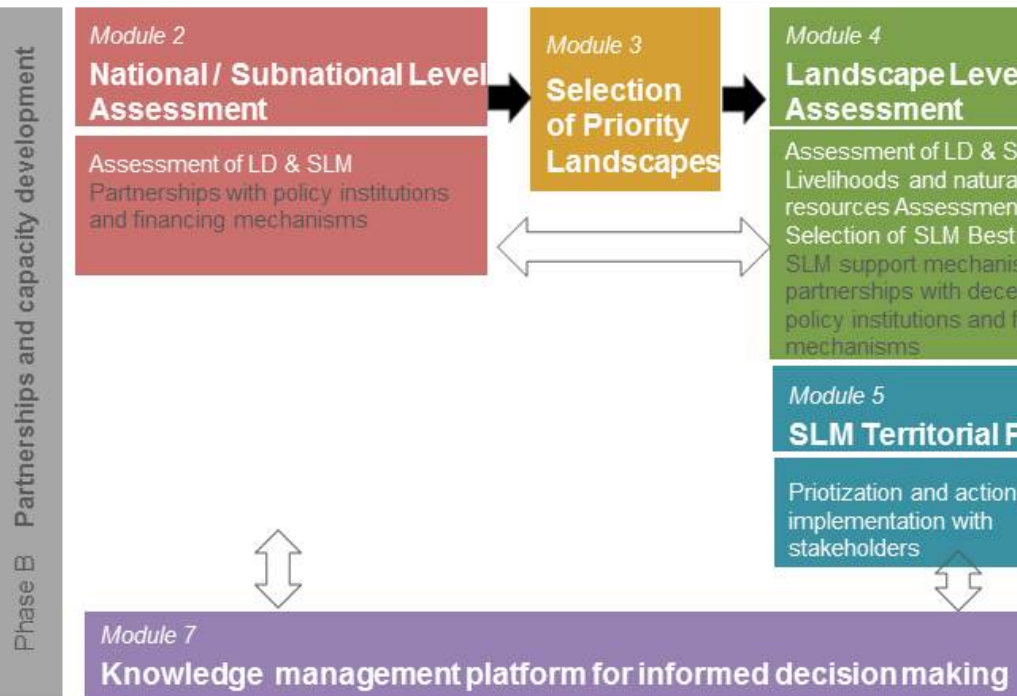 Phase B Partnerships and capacity development
Module 2
National / Subnational Level
Assessment
Assessment of LD & SLM
Partnerships with policy institutions
and financing mechanisms
Module 3
Selection
of Priority
Landscapes
Module 4
Landscape Leve
Assessment
Assessment of LD & S
Livelihoods and natura
resources Assessmen
Selection of SLM Best
SLM support mechanis
partnerships with dece
policy institutions and f
mechanisms
Module 5
SLM Territorial P
Priotization and action
implementation with
stakeholders
Module 7
Knowledge management platform for informed decision making